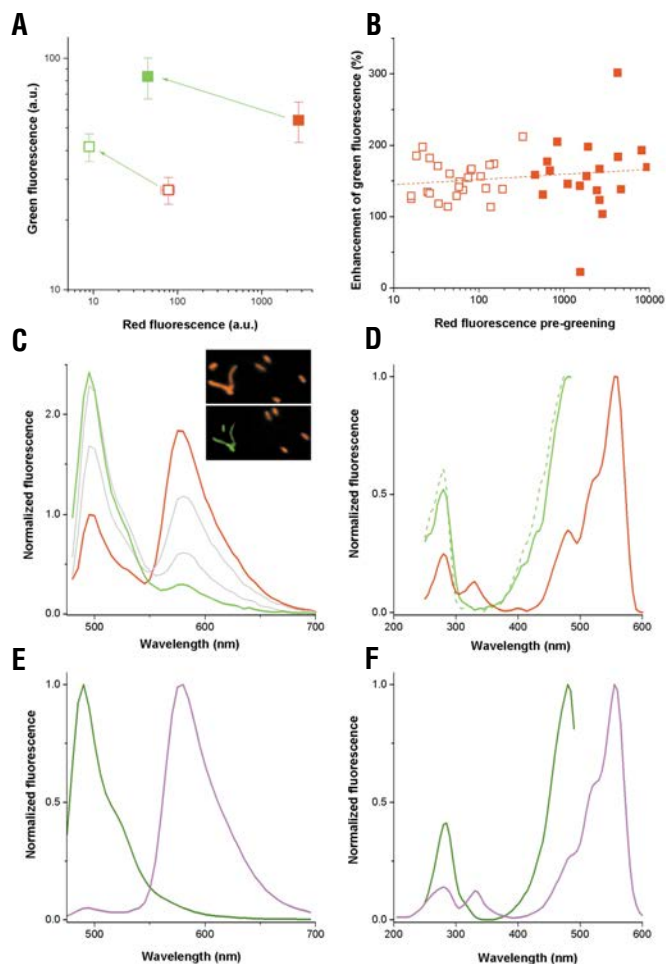 A
Green fluorescence (a.u.)
100
10
10
100
1000
Red fluorescence (a.u.)
B
Enhancement of green fluorescence (%)
300
200
100
0
10
100
1000
10000
Red fluorescence pre-greening
C
Normalized fluorescence
2.0
1.0
0.0
500
600
700
Wavelength (nm)
D
Normalized fluorescence
1.0
0.5
0.0
200
300
400
500
600
Wavelength (nm)
E
Normalized fluorescence
1.0
0.5
0.0
500
600
700
Wavelength (nm)
F
Normalized fluorescence
1.0
0.5
0.0
200
300
400
500
600
Wavelength (nm)